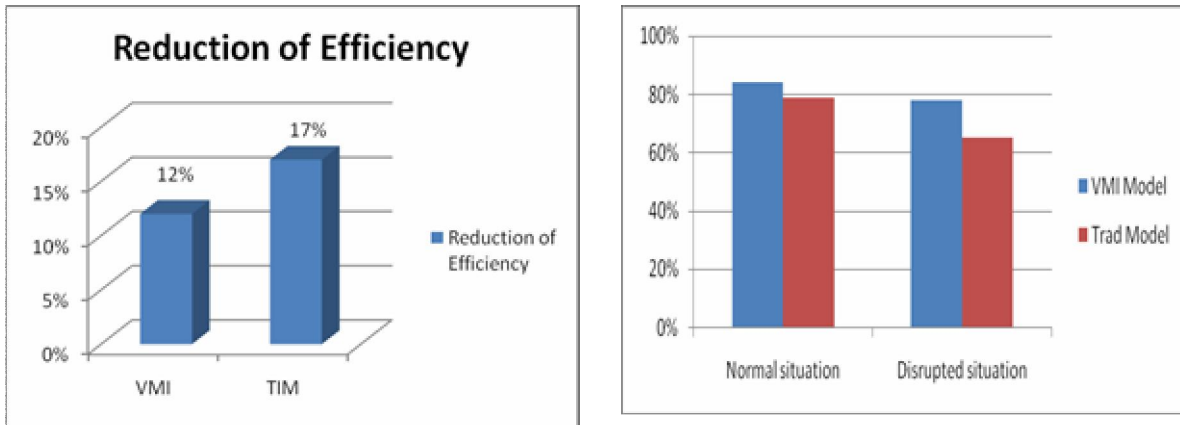 Reduction of Efficiency
20%
15%
10%
5%
0%
12%
17%
VMI
TIM
Reduction of
Efficiency
100%
80%
60%
40%
20%
0%
Normal situation
Disrupted situation
VMI Model
Trad Model